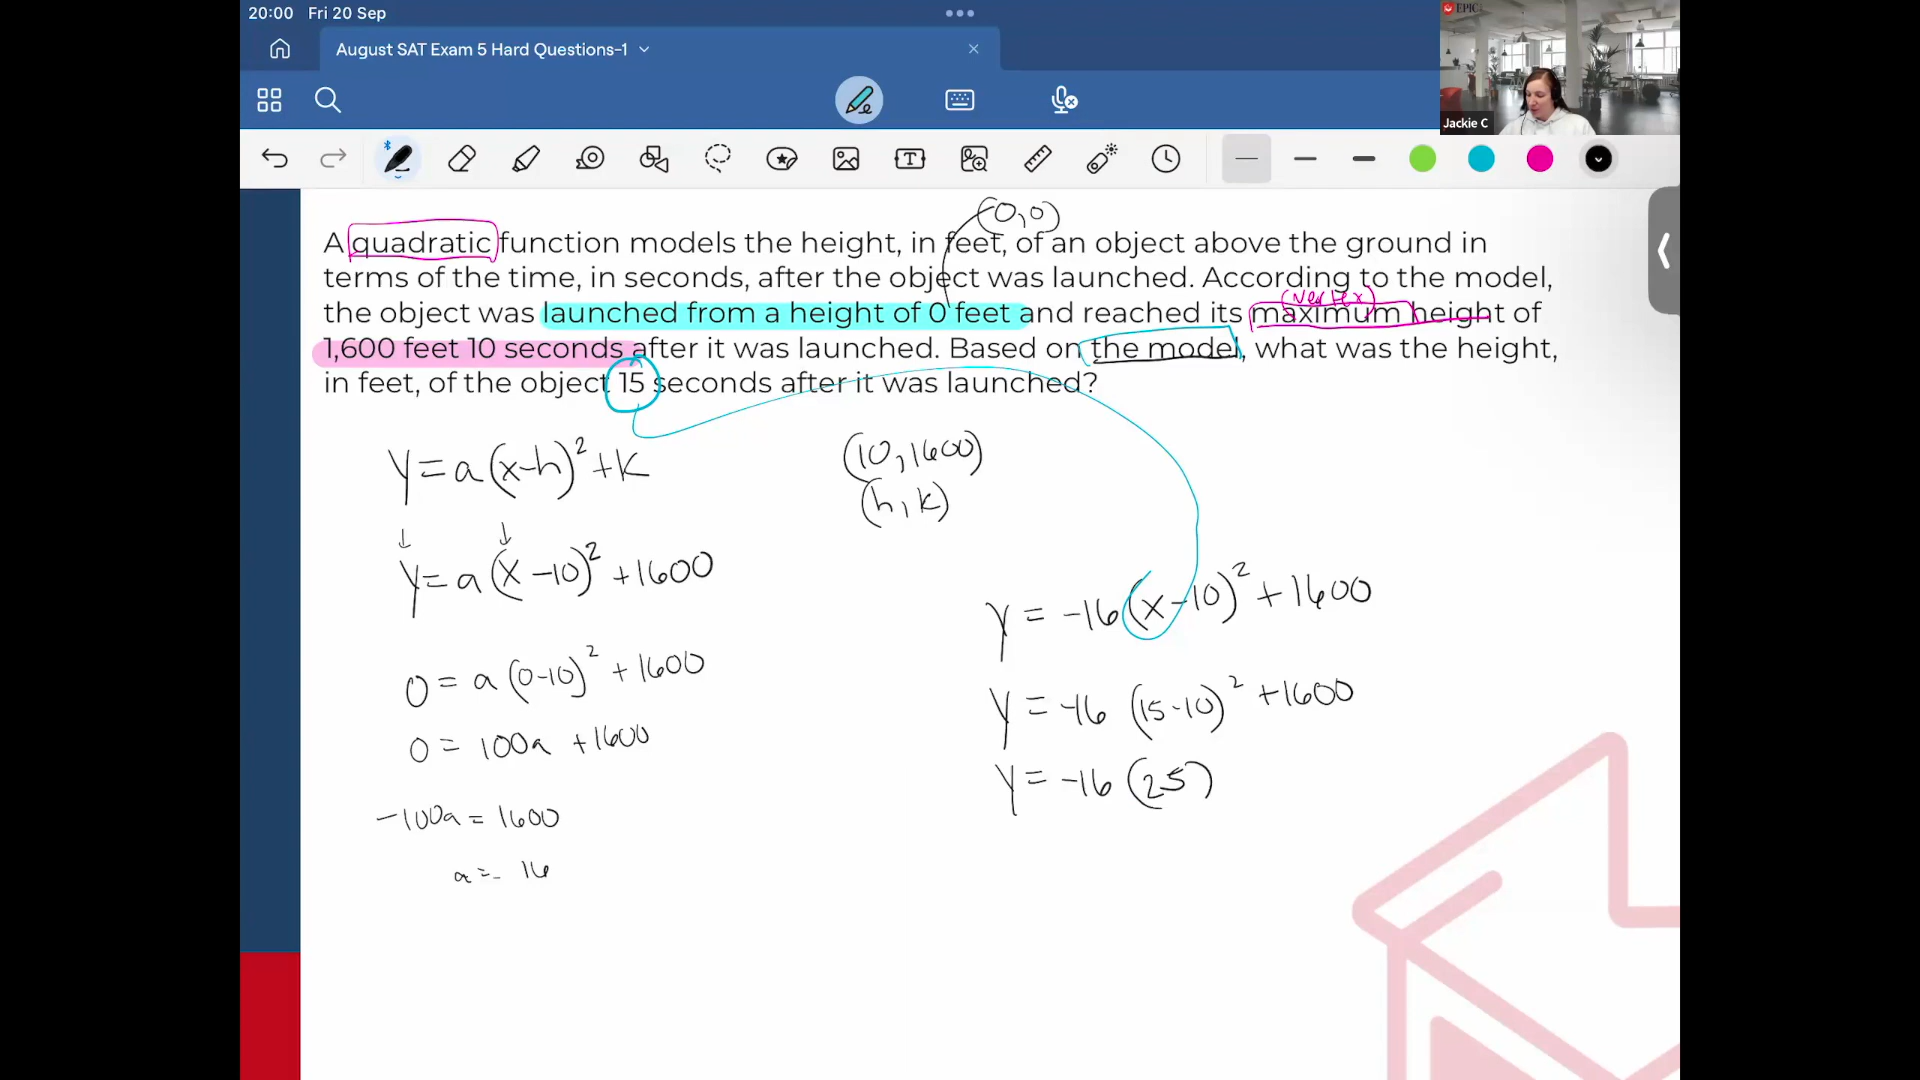 20:00 Fri 20 Sep
August SAT Exam 5 Hard Questions-1
EPIC
Jackie C
(0,0)
A quadratic function models the height, in feet, of an object above the ground in
terms of the time, in seconds, after the object was launched. According to the model,
(vertex)
the object was launched from a height of 0 feet and reached its maximum height of
1,600 feet 10 seconds after it was launched. Based on the model, what was the height,
in feet, of the object 15 seconds after it was launched?
y = a(x-h)² + k
(10, 1600)
(h, k)
y = a(x - 10)² + 1600
0 = a(0-10)² + 1600
0 = 100a + 1600
-100a = 1600
a = - 16
y = -16(x-10)² + 1600
y = -16 (15-10)² + 1600
y = -16 (25)